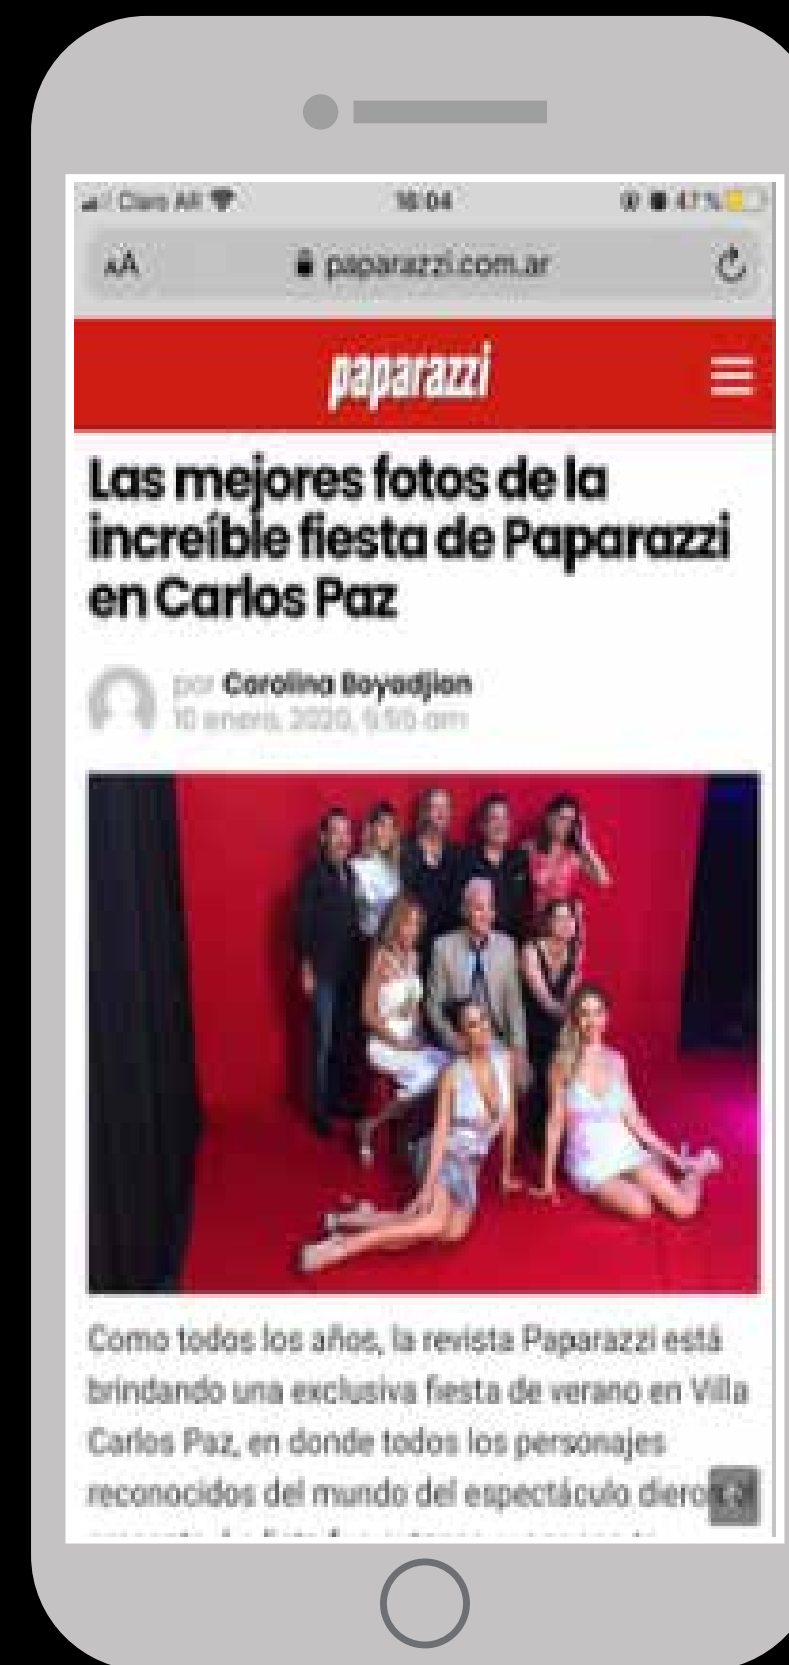 Claro AR 16:04 47 %
AA paparazzi.com.ar
paparazzi
Las mejores fotos de la
increíble fiesta de Paparazzi
en Carlos Paz
por Carolina Boyadjian
10 enero, 2020,
Como todos los años, la revista Paparazzi está
brindando una exclusiva fiesta de verano en Villa
Carlos Paz, en donde todos los personajes
reconocidos del mundo del espectáculo dieron